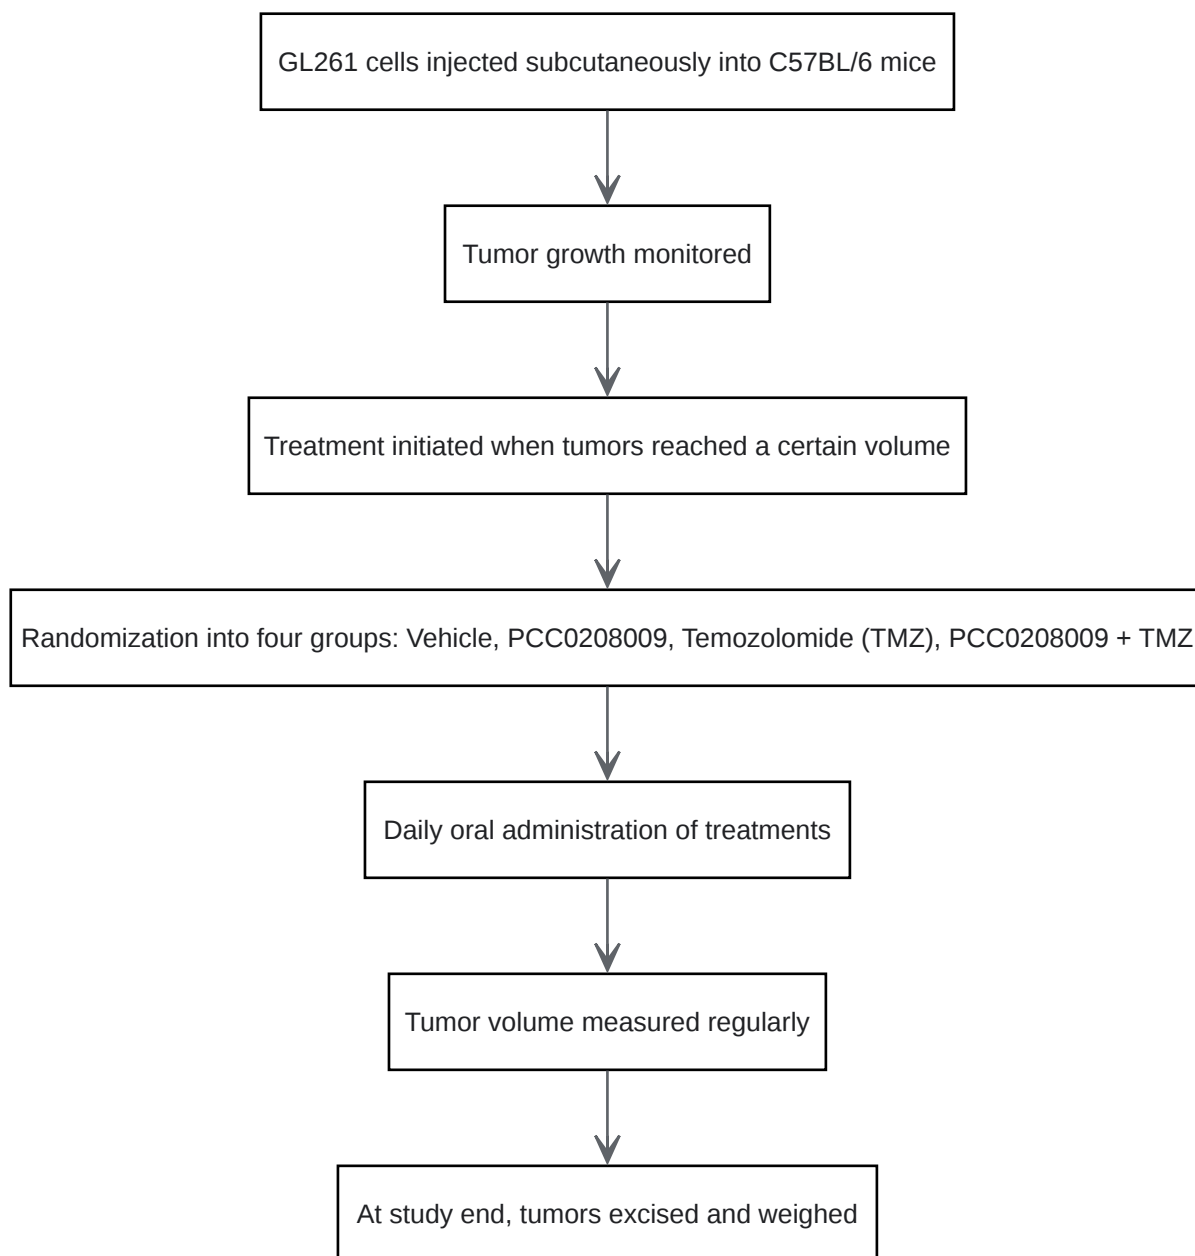 GL261 cells injected subcutaneously into C57BL/6 mice
Tumor growth monitored
Treatment initiated when tumors reached a certain volume
Randomization into four groups: Vehicle, PCC0208009, Temozolomide (TMZ), PCC0208009 + TMZ
Daily oral administration of treatments
Tumor volume measured regularly
At study end, tumors excised and weighed